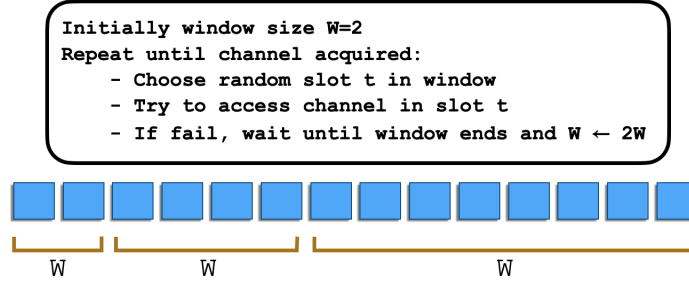 Initially window size W=2
Repeat until channel acquired:
- Choose random slot t in window
- Try to access channel in slot t
- If fail, wait until window ends and W ← 2W
W W W